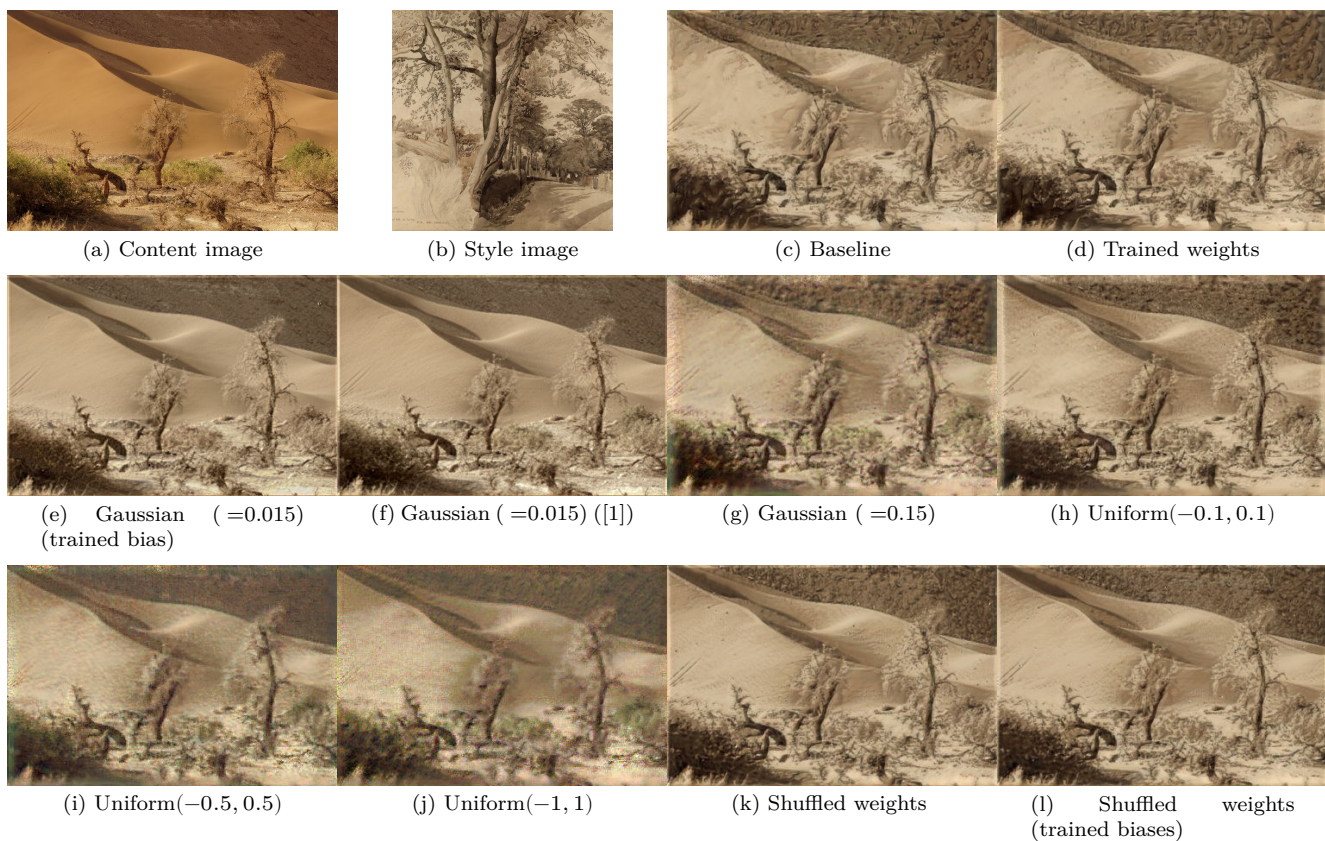 (a) Content image
(b) Style image
(c) Baseline
(d) Trained weights
(e) Gaussian ( =0.015)
(trained bias)
(f) Gaussian ( =0.015) ([1])
(g) Gaussian ( =0.15)
(h) Uniform(−0.1, 0.1)
(i) Uniform(−0.5, 0.5)
(j) Uniform(−1, 1)
(k) Shuffled weights
(l) Shuffled weights
(trained biases)